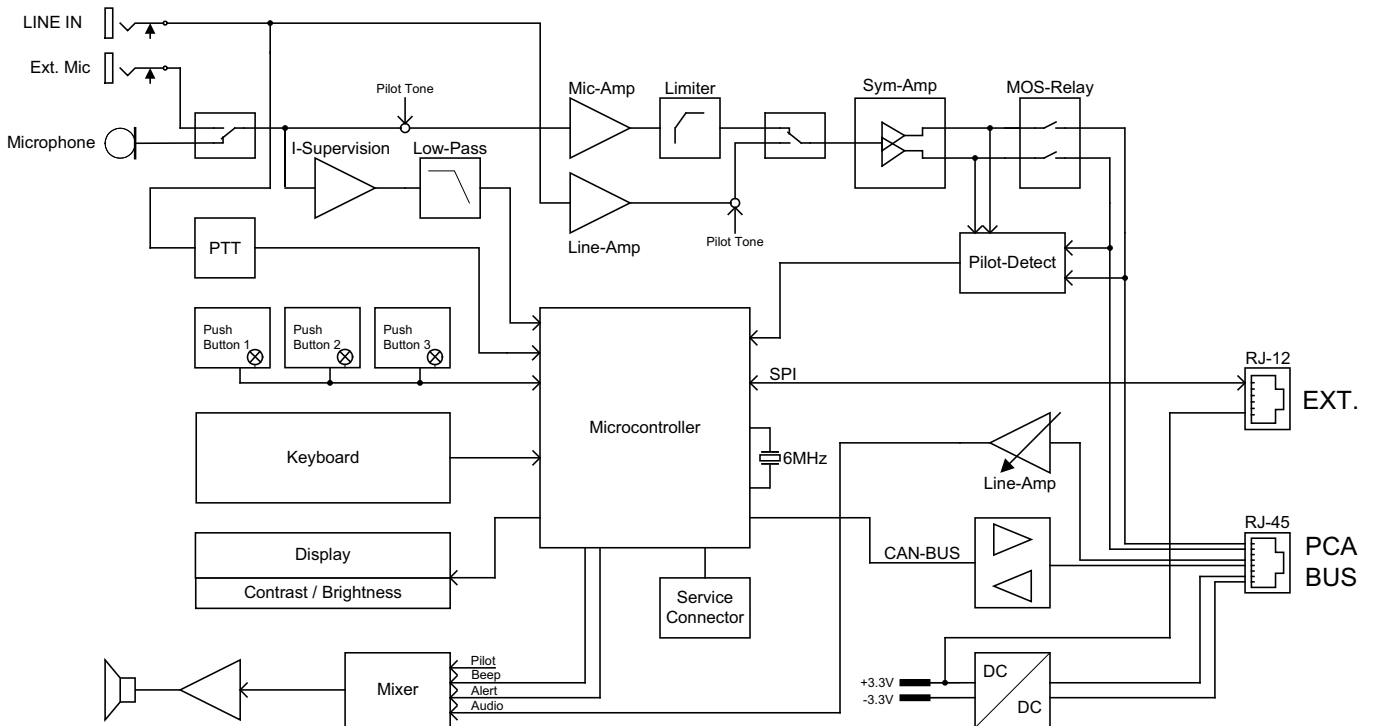 LINE IN
Ext. Mic
Microphone
Pilot Tone
I-Supervision
Low-Pass
Mic-Amp
Limiter
Sym-Amp
MOS-Relay
Line-Amp
Pilot Tone
PTT
Pilot-Detect
Push
Button 1
Push
Button 2
Push
Button 3
SPI
RJ-12
EXT.
Microcontroller
6MHz
Keyboard
Line-Amp
RJ-45
PCA
BUS
CAN-BUS
Display
Contrast / Brightness
Service
Connector
Mixer
Pilot
Beep
Alert
Audio
+3.3V
-3.3V
DC
DC